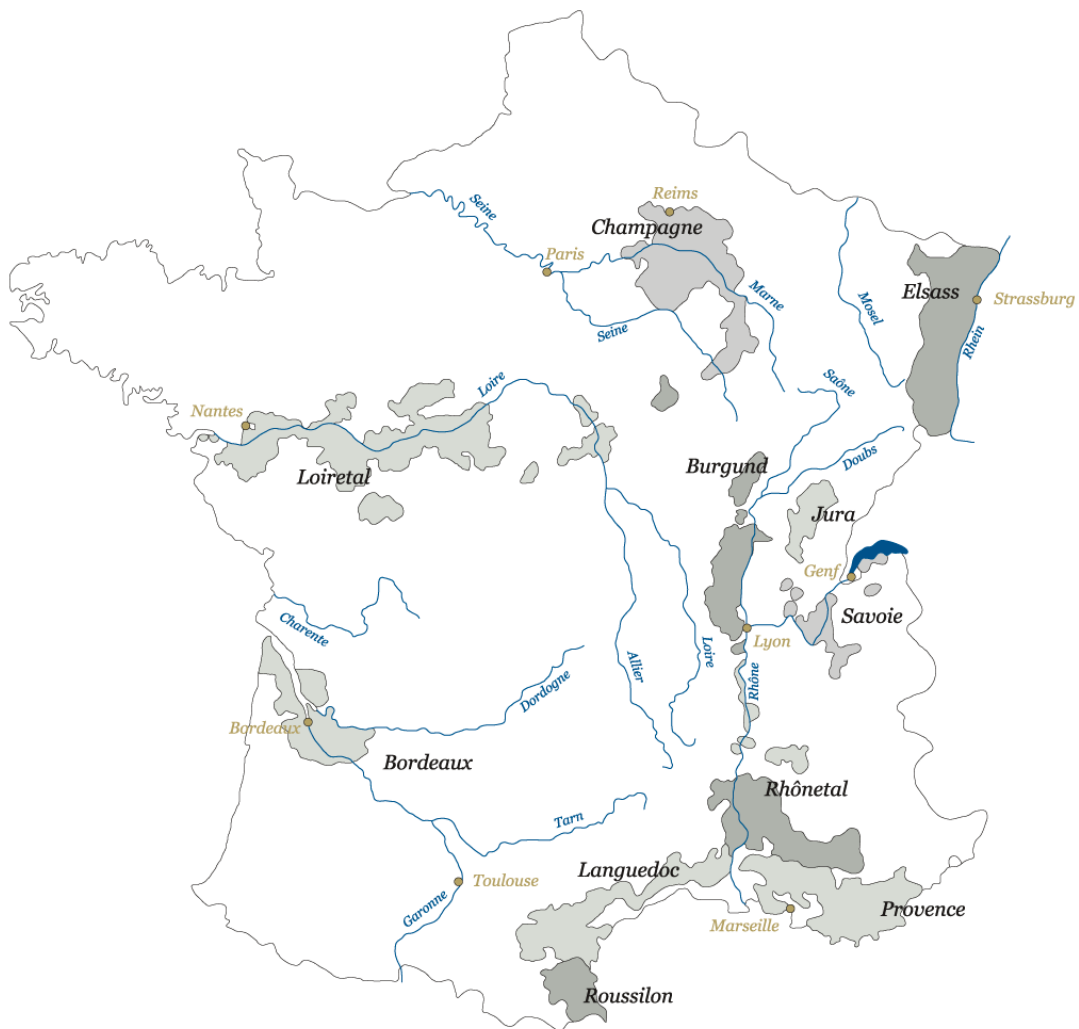 Reims
Seine
Champagne
Paris
Elsass
Marne
Strassburg
Mosel
Seine
Rhein
Saône
Loire
Nantes
Burgund
Doubs
Loiretal
Jura
Genf
Savoie
Charente
Lyon
Loire
Allier
Rhône
Dordogne
Bordeaux
Bordeaux
Rhônetal
Tarn
Languedoc
Toulouse
Garonne
Provence
Marseille
Roussilon